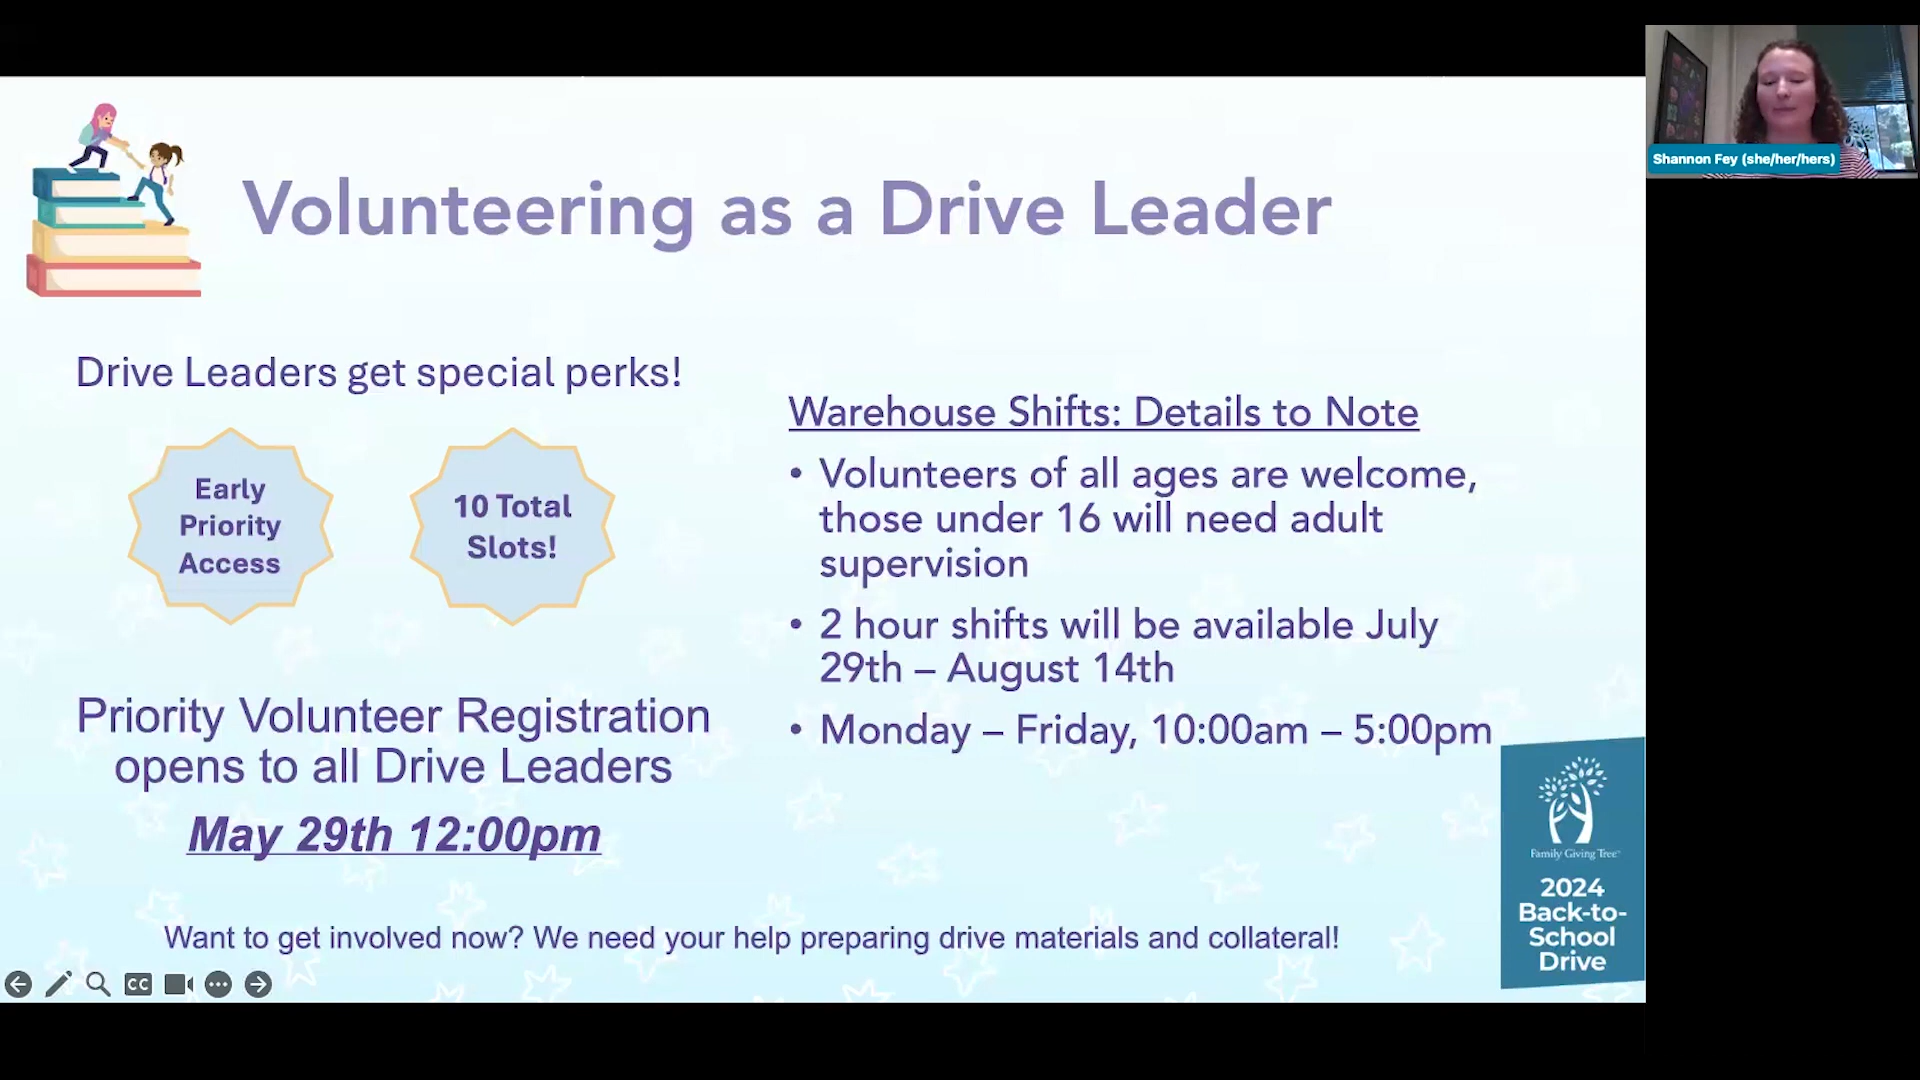 Shannon Fey (she/her/hers)
Volunteering as a Drive Leader
Drive Leaders get special perks!
Early
Priority
Access
10 Total
Slots!
Priority Volunteer Registration
opens to all Drive Leaders
May 29th 12:00pm
Warehouse Shifts: Details to Note
• Volunteers of all ages are welcome,
those under 16 will need adult
supervision
• 2 hour shifts will be available July
29th – August 14th
• Monday – Friday, 10:00am – 5:00pm
Want to get involved now? We need your help preparing drive materials and collateral!
Family Giving Tree™
2024
Back-to-
School
Drive
CC